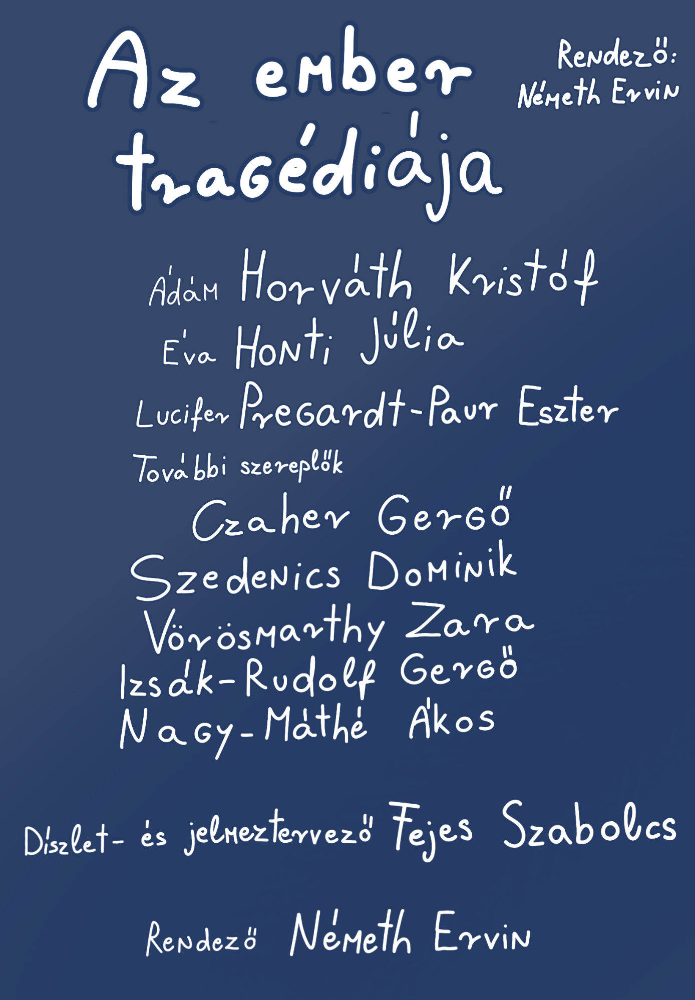 Az ember
tragédiája
Rendező:
Németh Ervin
Ádám Horváth Kristóf
Éva Honti Júlia
Lucifer Pregardt-Paur Eszter
További szereplők
Czaher Gergő
Szedenics Dominik
Vörösmarthy Zara
Izsák-Rudolf Gergő
Nagy-Máthé Ákos
Díszlet- és jelmeztervező Fejes Szabolcs
Rendező Németh Ervin